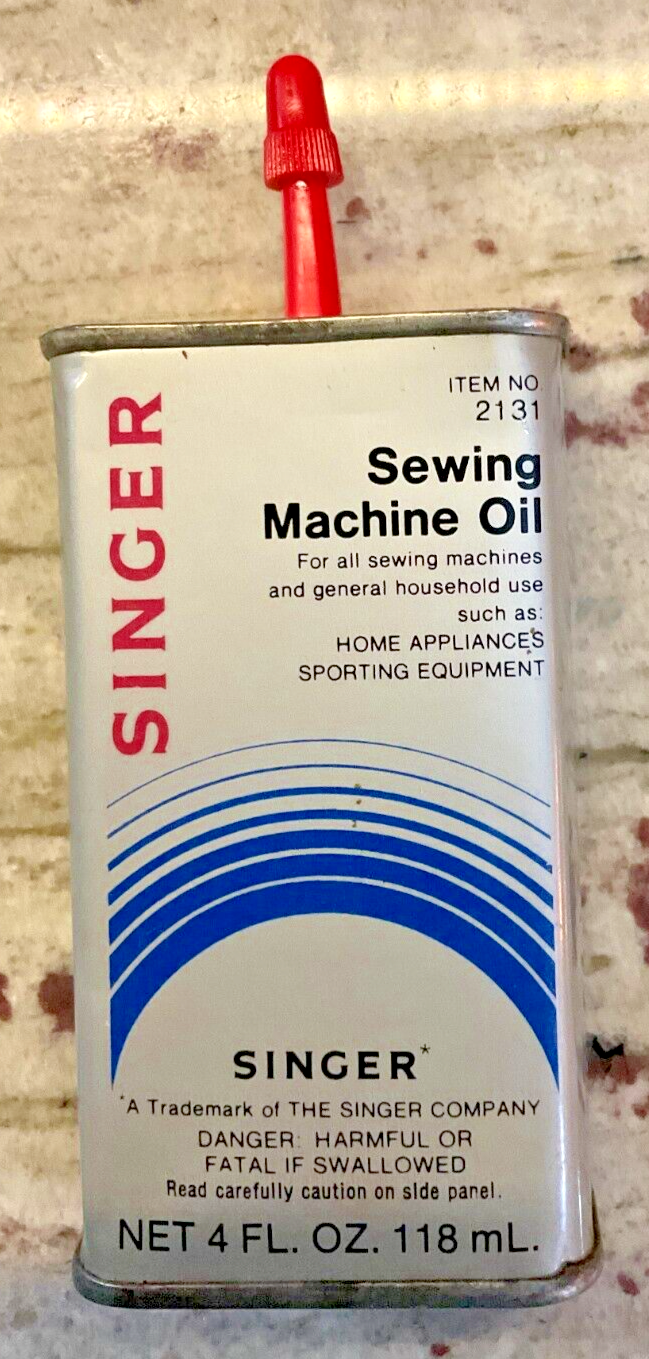 SINGER
ITEM NO.
2131
Sewing
Machine Oil
For all sewing machines
and general household use
such as:
HOME APPLIANCES
SPORTING EQUIPMENT
SINGER*
*A Trademark of THE SINGER COMPANY
DANGER: HARMFUL OR
FATAL IF SWALLOWED
Read carefully caution on side panel.
NET 4 FL. OZ. 118 mL.